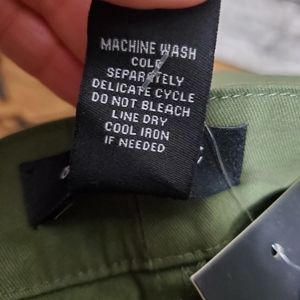 MACHINE WASH
COLD
SEPARATELY
DELICATE CYCLE
DO NOT BLEACH
LINE DRY
COOL IRON
IF NEEDED